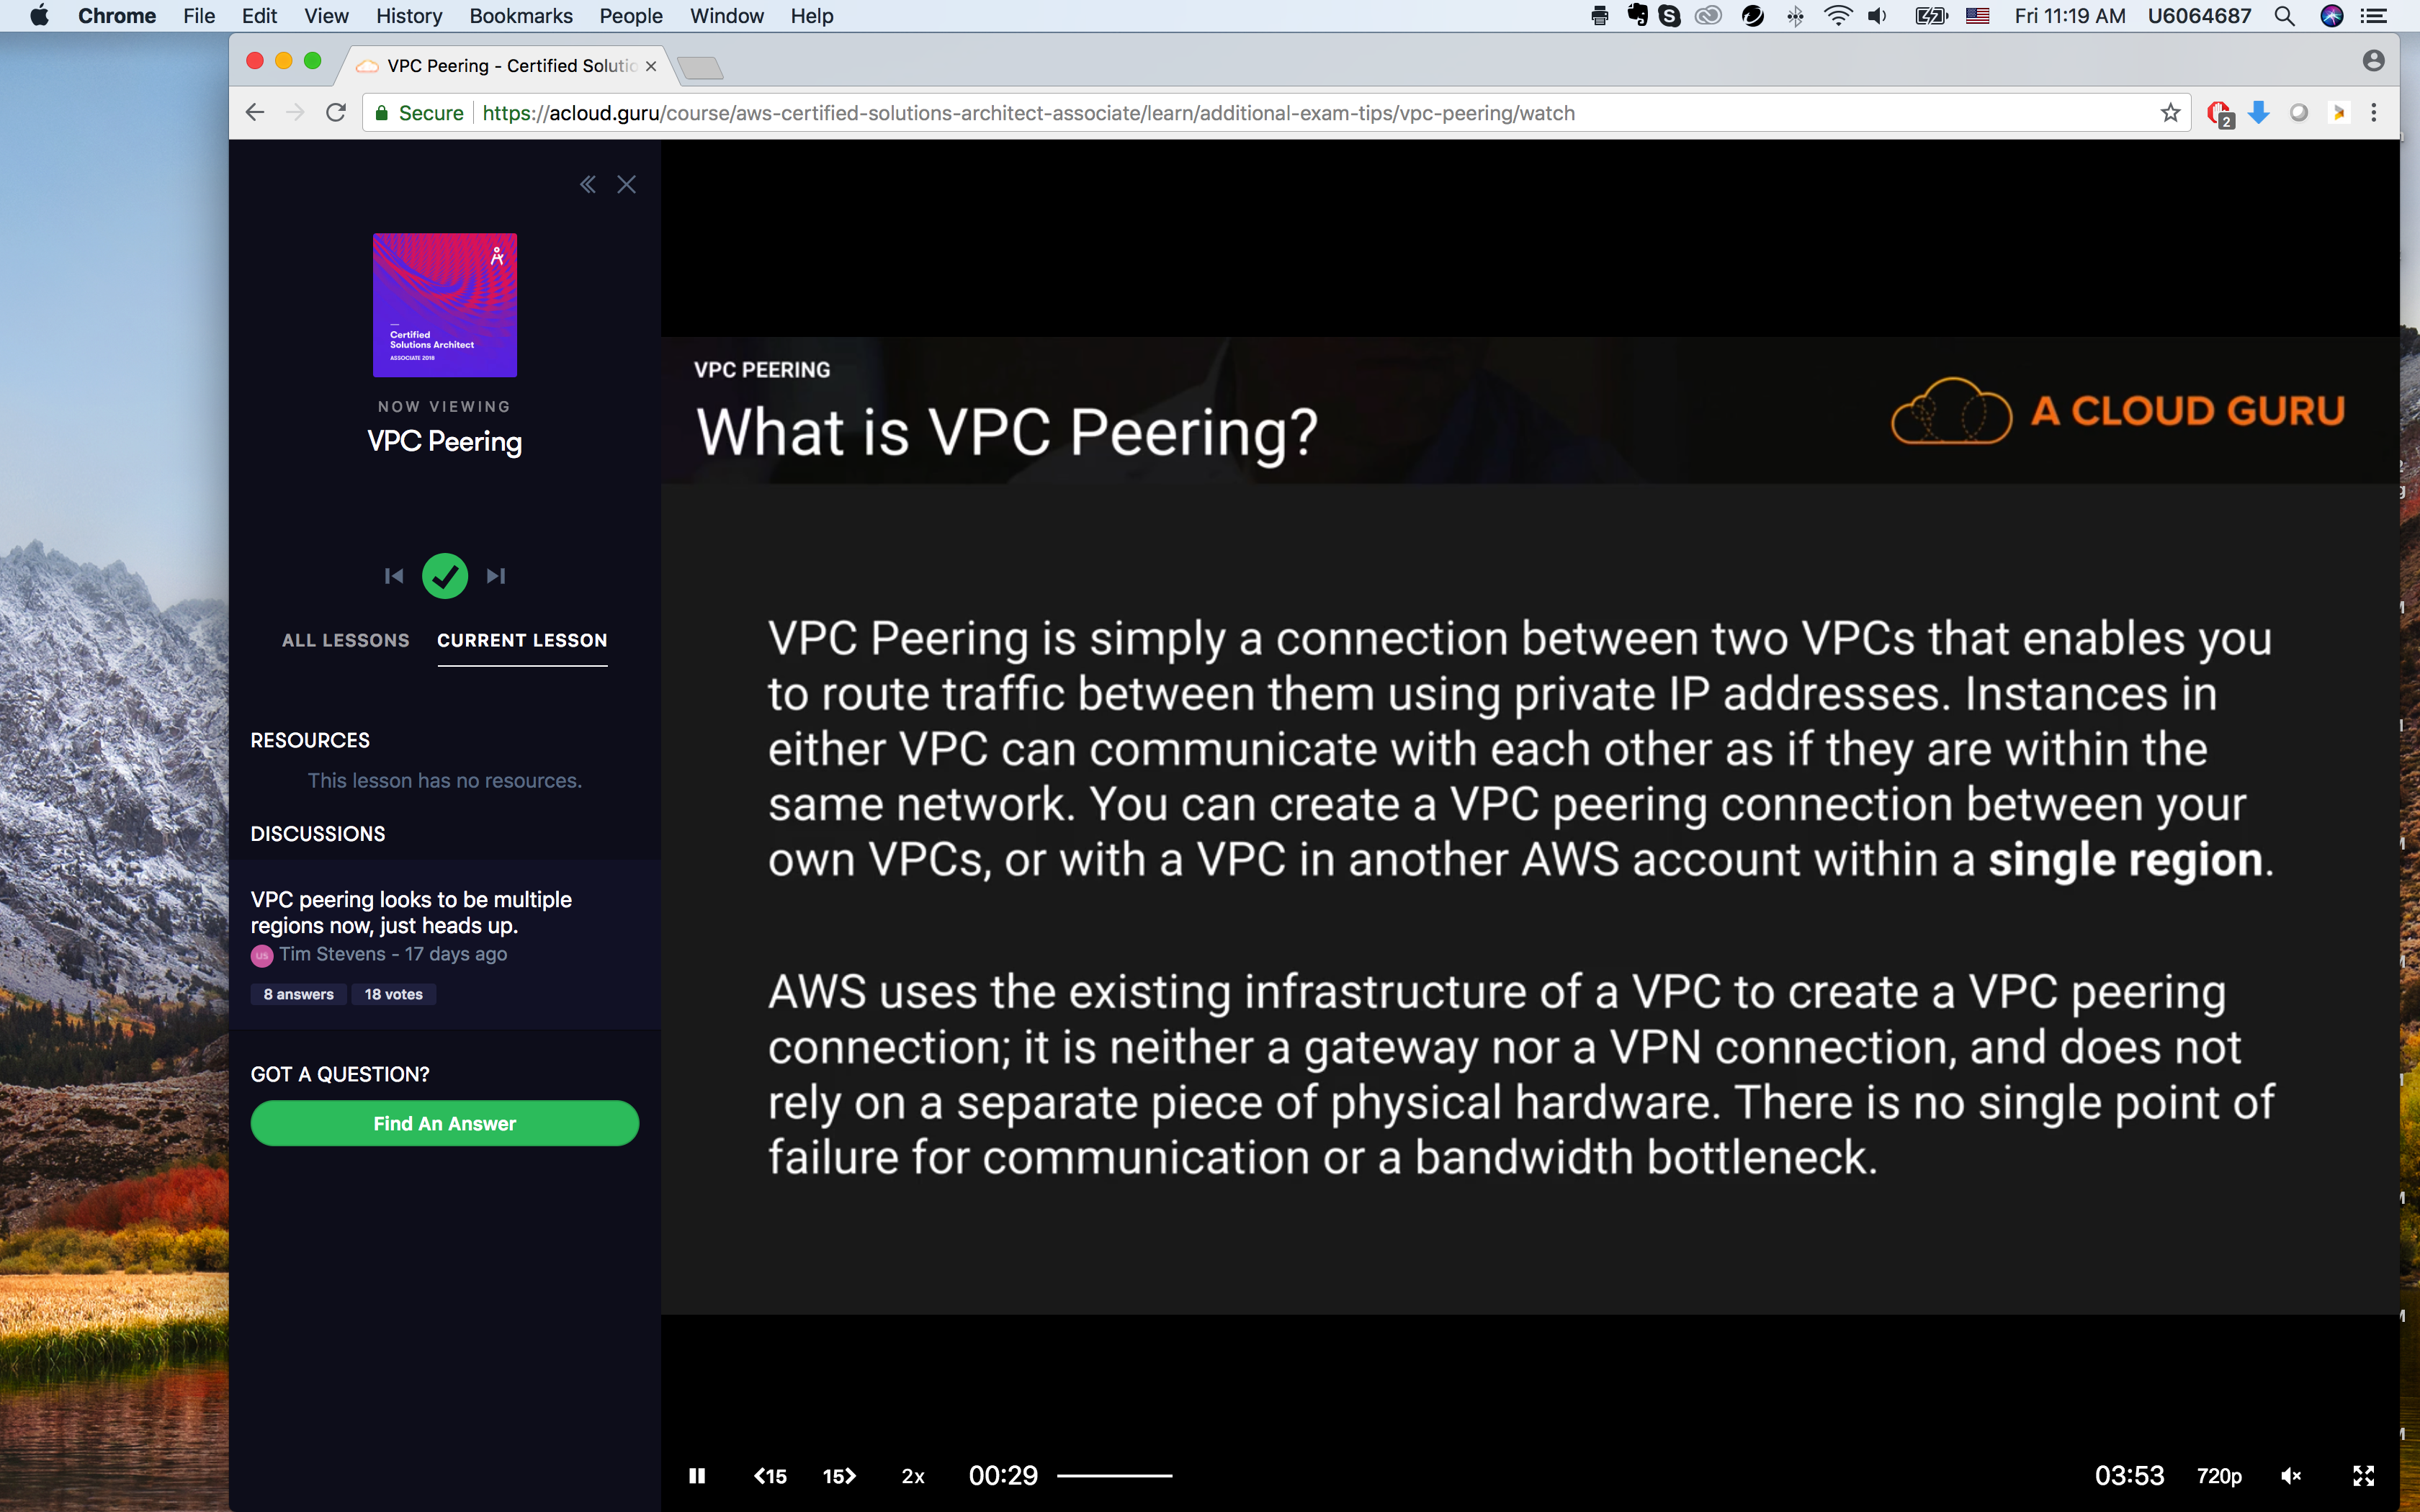 Chrome File Edit View History Bookmarks People Window Help
Fri 11:19 AM U6064687
VPC Peering - Certified Solutio
Secure https://acloud.guru/course/aws-certified-solutions-architect-associate/learn/additional-exam-tips/vpc-peering/watch
2
Certified
Solutions Architect
ASSOCIATE 2018
NOW VIEWING
VPC Peering
ALL LESSONS CURRENT LESSON
RESOURCES
This lesson has no resources.
DISCUSSIONS
VPC peering looks to be multiple
regions now, just heads up.
US Tim Stevens - 17 days ago
8 answers 18 votes
GOT A QUESTION?
Find An Answer
VPC PEERING
What is VPC Peering?
A CLOUD GURU
VPC Peering is simply a connection between two VPCs that enables you
to route traffic between them using private IP addresses. Instances in
either VPC can communicate with each other as if they are within the
same network. You can create a VPC peering connection between your
own VPCs, or with a VPC in another AWS account within a single region.
AWS uses the existing infrastructure of a VPC to create a VPC peering
connection; it is neither a gateway nor a VPN connection, and does not
rely on a separate piece of physical hardware. There is no single point of
failure for communication or a bandwidth bottleneck.
15 15 2x 00:29 03:53 720p